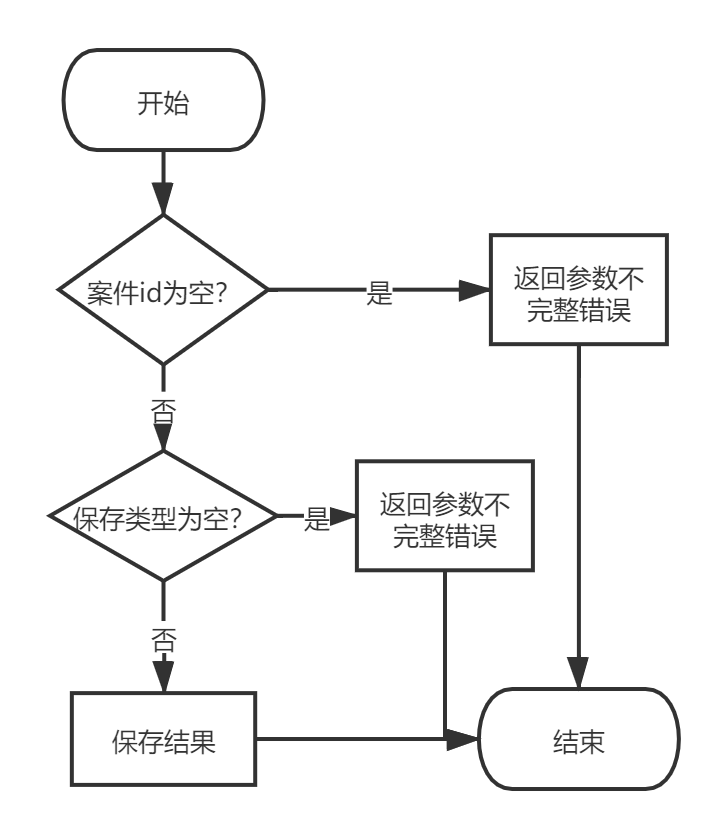 开始
案件id为空?
是
返回参数不
完整错误
否
保存类型为空?
是
返回参数不
完整错误
否
保存结果
结束